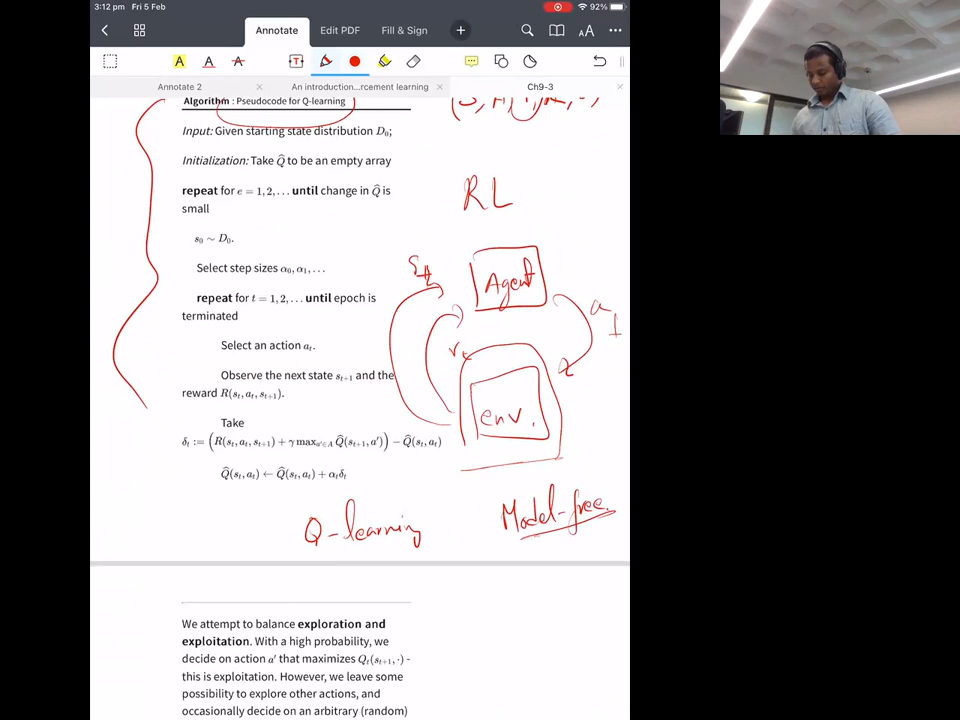 3:12 pm Fri 5 Feb
92%
Annotate
Edit PDF
Fill & Sign
AA
A
A
A
T
Annotate 2
An introduction...rcement learning
Ch9-3
Algorithm : Pseudocode for Q-learning
Input: Given starting state distribution D₀;
Initialization: Take Q̂ to be an empty array
repeat for e = 1, 2, … until change in Q̂ is
small
s₀ ∼ D₀.
Select step sizes α₀, α₁, …
repeat for t = 1, 2, … until epoch is
terminated
Select an action aₜ.
Observe the next state sₜ₊₁ and the
reward R(sₜ, aₜ, sₜ₊₁).
Take
δₜ := (R(sₜ, aₜ, sₜ₊₁) + γ maxₐ′∈A Q̂(sₜ₊₁, a′)) − Q̂(sₜ, aₜ)
Q̂(sₜ, aₜ) ← Q̂(sₜ, aₜ) + αₜδₜ
RL
Agent
env.
Q-learning
Model-free.
We attempt to balance exploration and
exploitation. With a high probability, we
decide on action a′ that maximizes Qₜ(sₜ₊₁, ·) -
this is exploitation. However, we leave some
possibility to explore other actions, and
occasionally decide on an arbitrary (random)